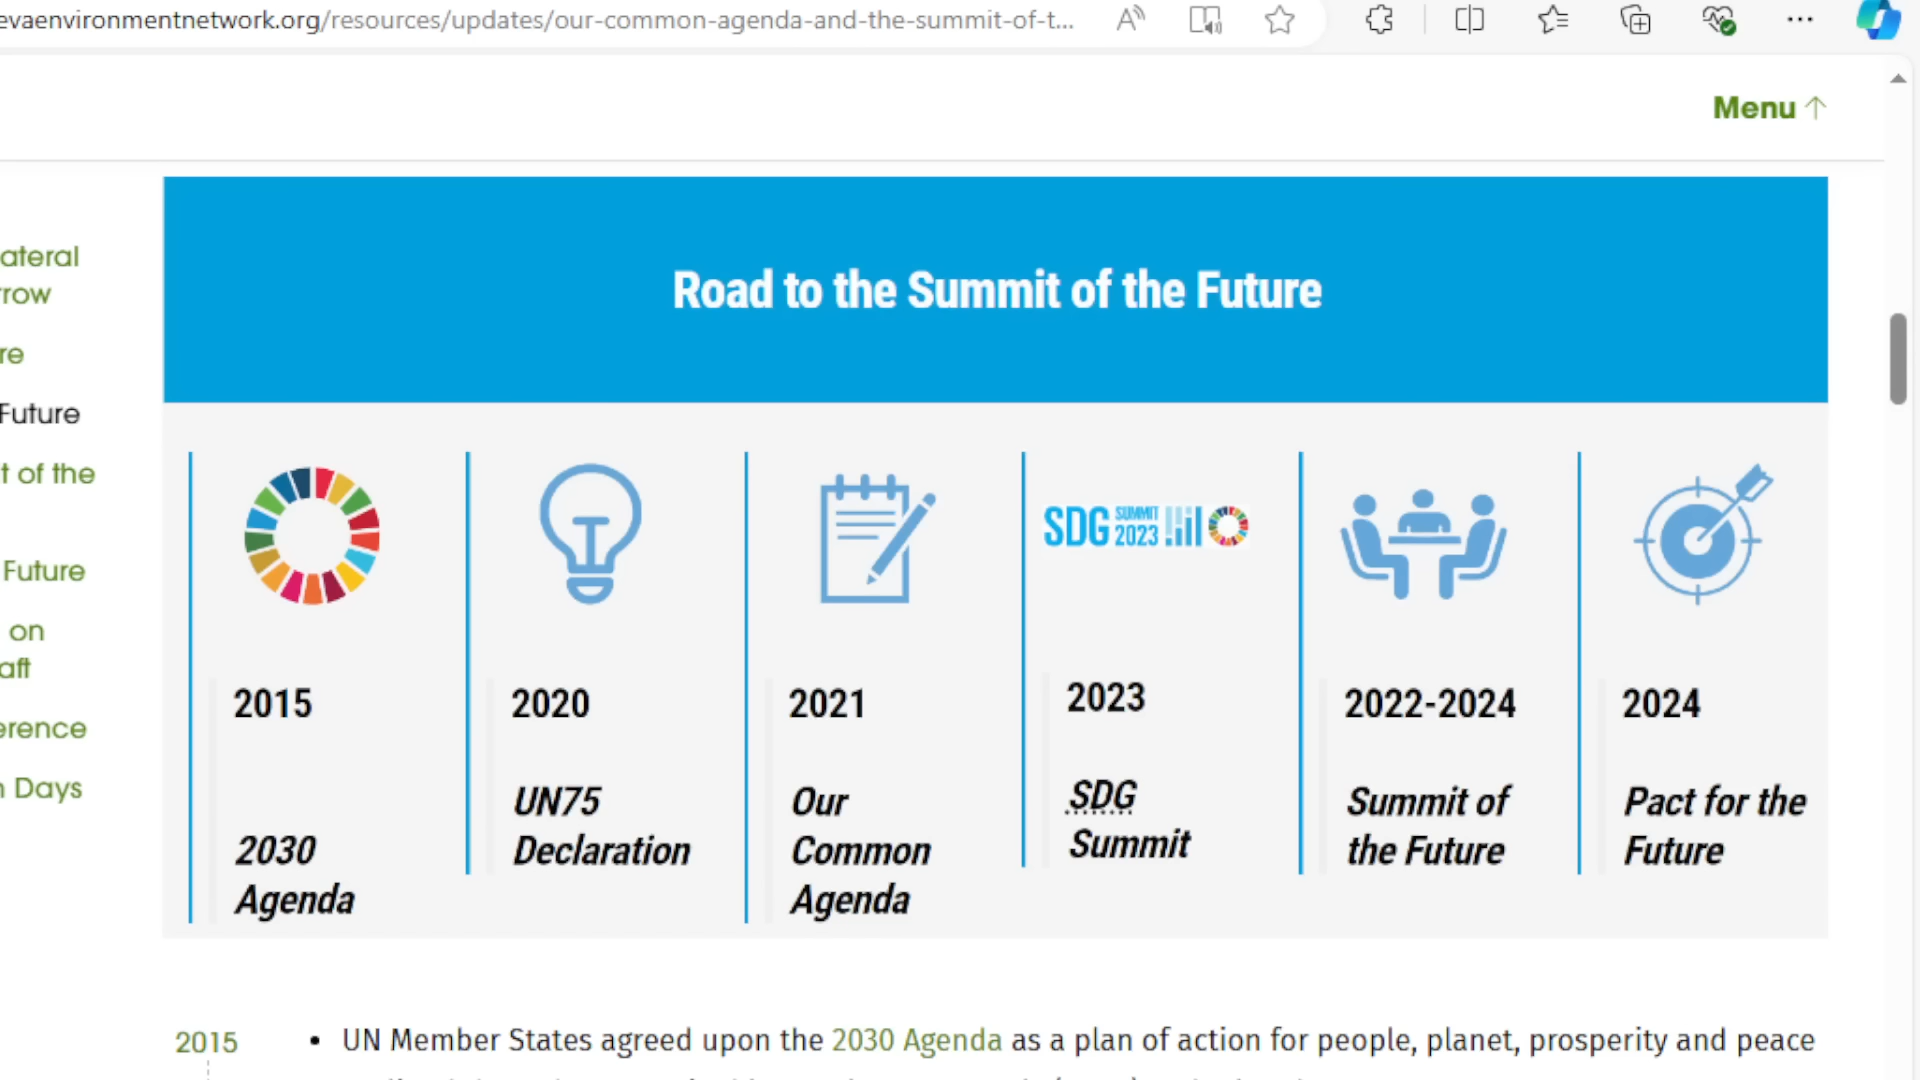 evaenvironmentnetwork.org/resources/updates/our-common-agenda-and-the-summit-of-t...
Menu ↑
ateral
row
re
Future
t of the
Future
on
aft
erence
Days
Road to the Summit of the Future
SDG SUMMIT 2023
2015
2030
Agenda
2020
UN75
Declaration
2021
Our
Common
Agenda
2023
SDG
Summit
2022-2024
Summit of
the Future
2024
Pact for the
Future
2015
• UN Member States agreed upon the 2030 Agenda as a plan of action for people, planet, prosperity and peace